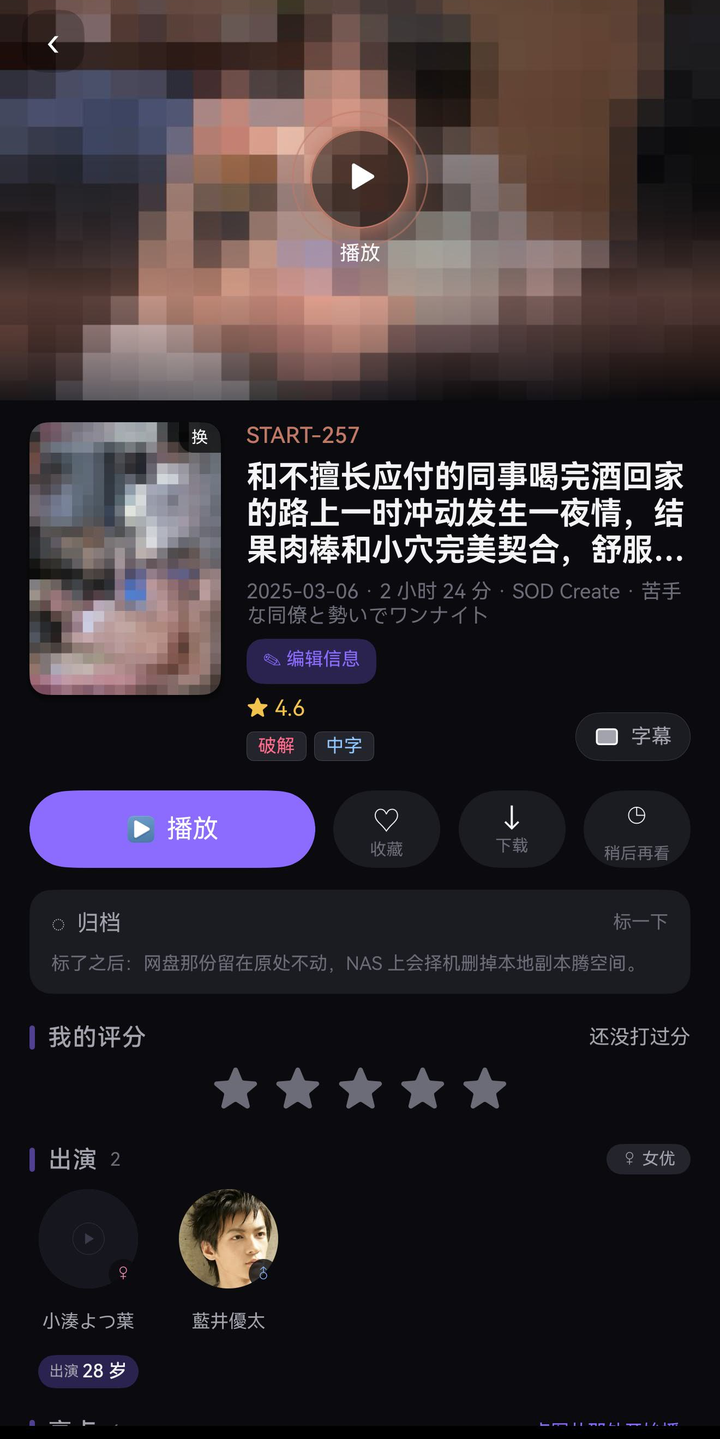 播放
换
START-257
和不擅长应付的同事喝完酒回家
的路上一时冲动发生一夜情，结
果肉棒和小穴完美契合，舒服…
2025-03-06 · 2 小时 24 分 · SOD Create · 苦手
な同僚と勢いでワンナイト
编辑信息
4.6
破解 中字
字幕
播放
收藏
下载
稍后再看
归档
标一下
标了之后：网盘那份留在原处不动，NAS 上会择机删掉本地副本腾空间。
我的评分
还没打过分
出演 2
♀ 女优
小湊よつ葉
藍井優太
出演 28 岁